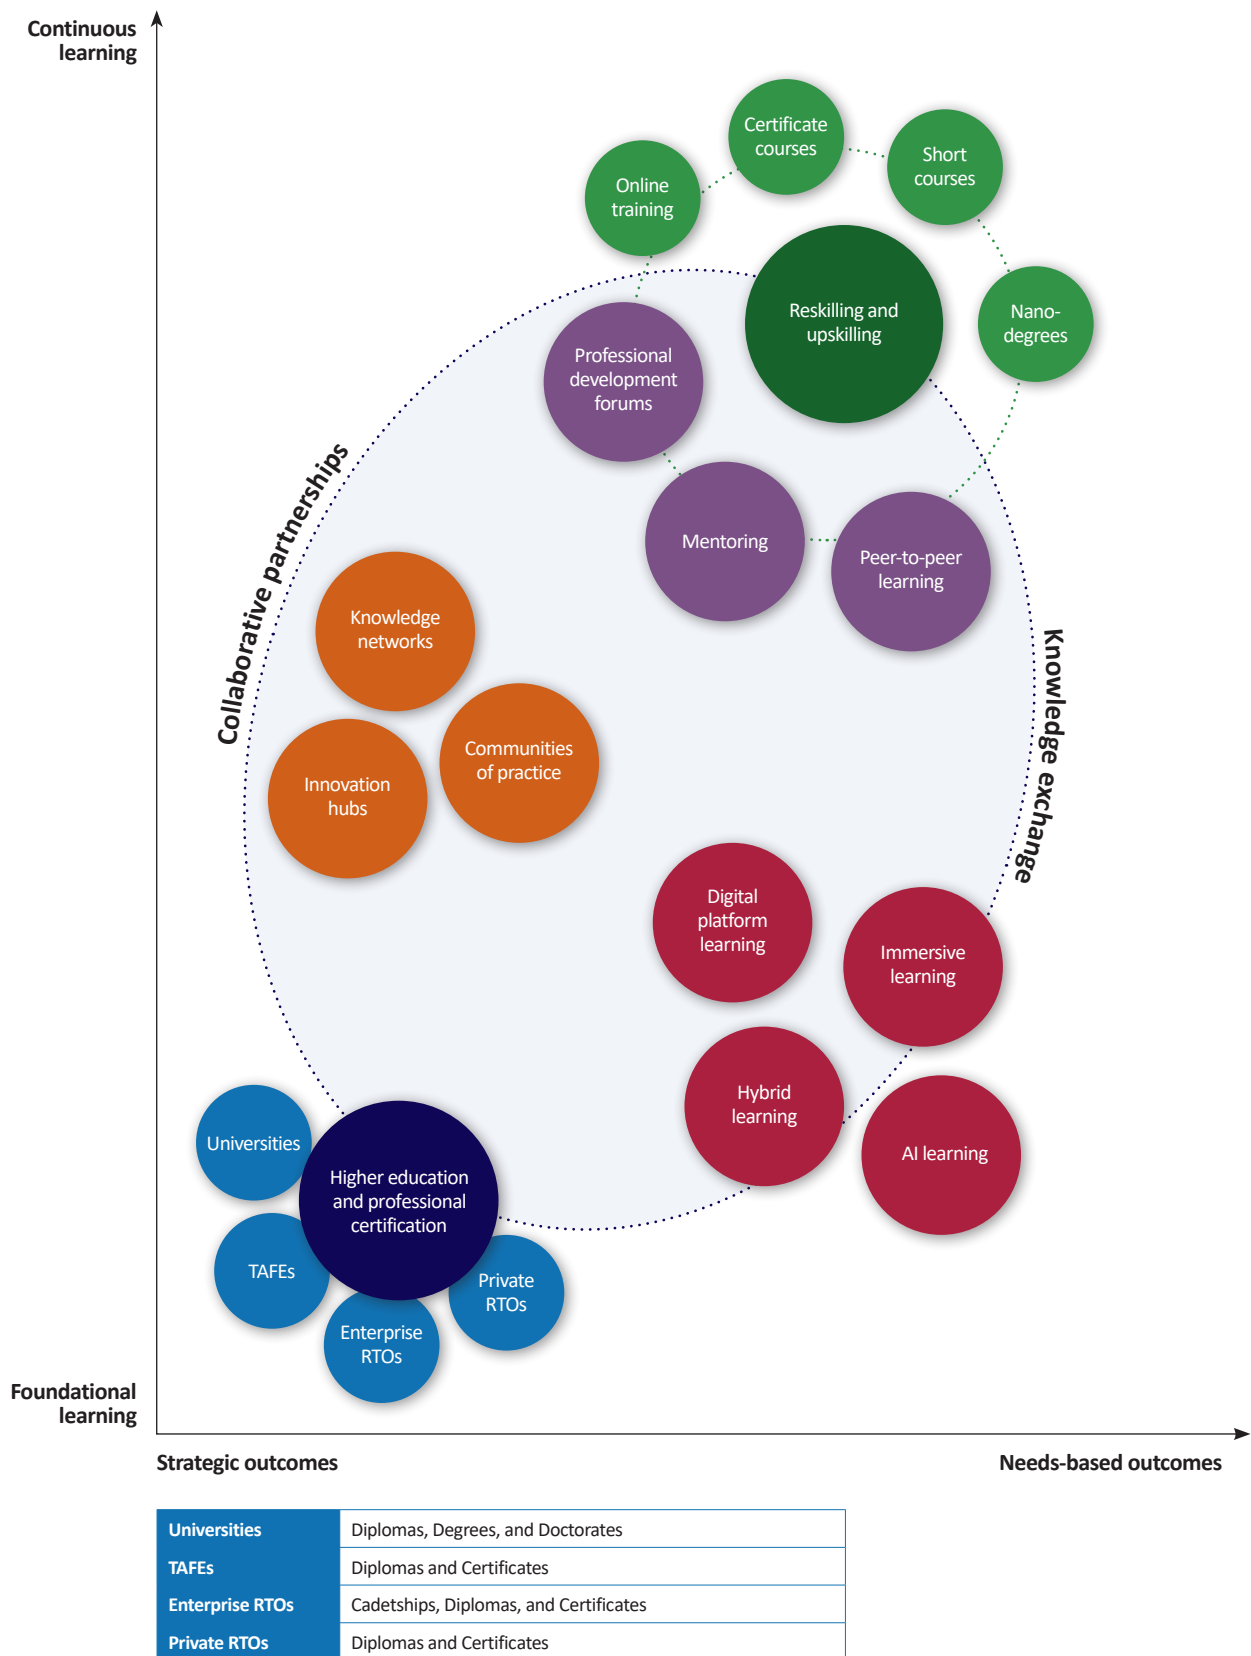 Continuous
learning
Certificate
courses
Short
courses
Online
training
Reskilling and
upskilling
Nano-
degrees
Professional
development
forums
Collaborative partnerships
Mentoring
Peer-to-peer
learning
Knowledge
networks
Knowledge exchange
Communities
of practice
Innovation
hubs
Digital
platform
learning
Immersive
learning
Hybrid
learning
AI learning
Universities
Higher education
and professional
certification
TAFEs
Private
RTOs
Enterprise
RTOs
Foundational
learning
Strategic outcomes
Needs-based outcomes
Universities Diplomas, Degrees, and Doctorates
TAFEs Diplomas and Certificates
Enterprise RTOs Cadetships, Diplomas, and Certificates
Private RTOs Diplomas and Certificates